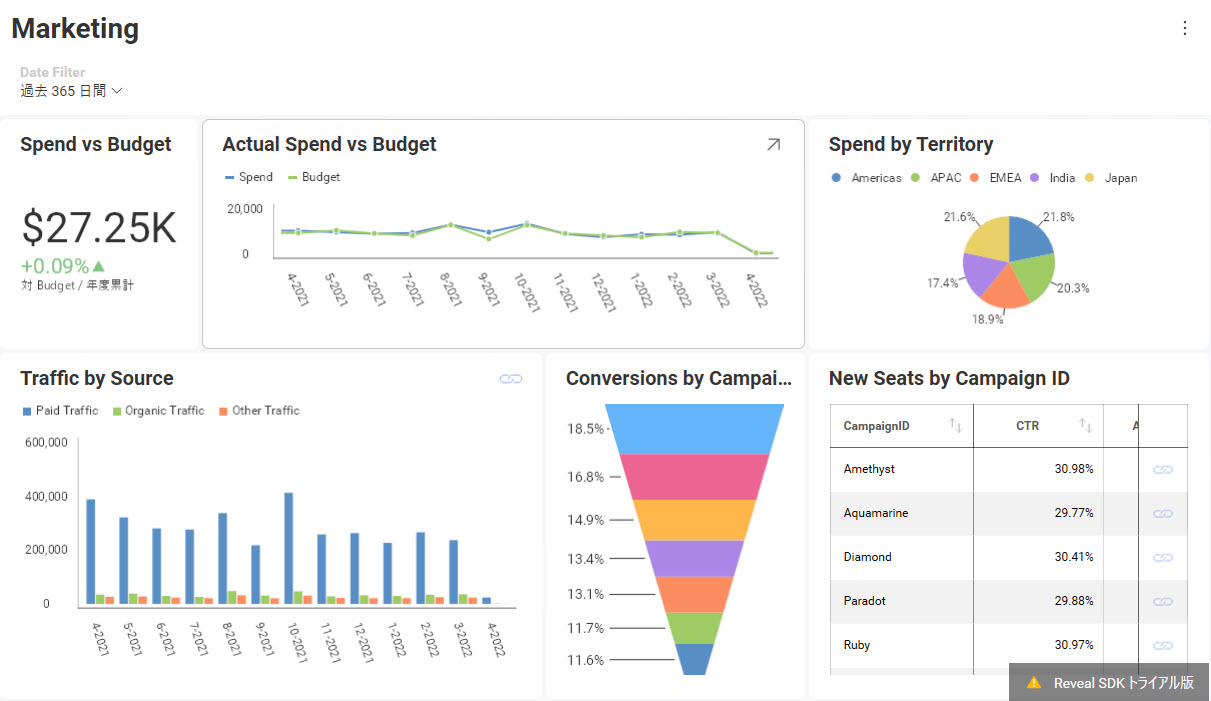 Marketing
Date Filter
過去 365 日間
Spend vs Budget
$27.25K
+0.09%▲
対 Budget / 年度累計
Actual Spend vs Budget
Spend Budget
20,000
0
4-2021 5-2021 6-2021 7-2021 8-2021 9-2021 10-2021 11-2021 12-2021 1-2022 2-2022 3-2022 4-2022
Spend by Territory
Americas APAC EMEA India Japan
21.6% 21.8%
17.4% 20.3%
18.9%
Traffic by Source
Paid Traffic Organic Traffic Other Traffic
600,000
400,000
200,000
0
4-2021 5-2021 6-2021 7-2021 8-2021 9-2021 10-2021 11-2021 12-2021 1-2022 2-2022 3-2022 4-2022
Conversions by Campai...
18.5%
16.8%
14.9%
13.4%
13.1%
11.7%
11.6%
New Seats by Campaign ID
CampaignID CTR A
Amethyst 30.98%
Aquamarine 29.77%
Diamond 30.41%
Paradot 29.88%
Ruby 30.97%
Reveal SDK トライアル版